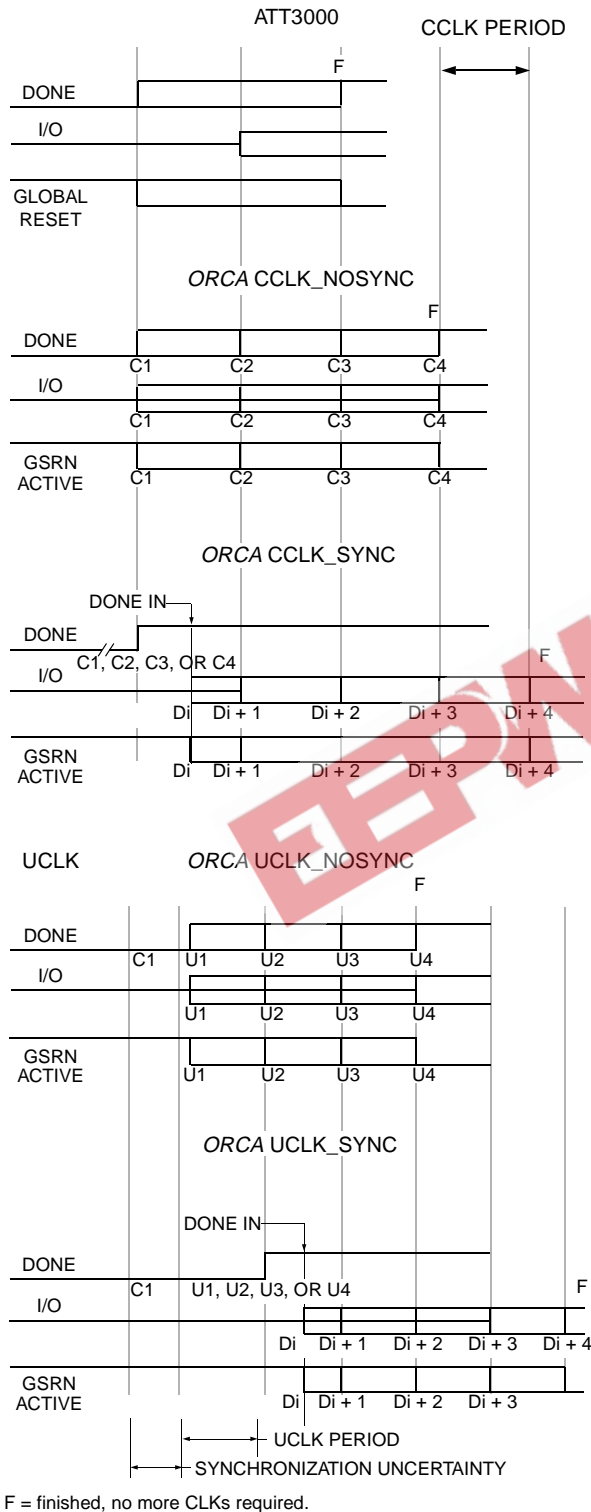 ATT3000
CCLK PERIOD
F
DONE
I/O
GLOBAL
RESET
ORCA CCLK_NOSYNC
F
DONE
C1 C2 C3 C4
I/O
C1 C2 C3 C4
GSRN
ACTIVE
C1 C2 C3 C4
ORCA CCLK_SYNC
DONE IN
DONE
C1, C2, C3, OR C4
F
I/O
Di Di + 1 Di + 2 Di + 3 Di + 4
GSRN
ACTIVE
Di Di + 1 Di + 2 Di + 3 Di + 4
UCLK
ORCA UCLK_NOSYNC
F
DONE
C1 U1 U2 U3 U4
I/O
U1 U2 U3 U4
GSRN
ACTIVE
U1 U2 U3 U4
ORCA UCLK_SYNC
DONE IN
DONE
C1 U1, U2, U3, OR U4
F
I/O
Di Di + 1 Di + 2 Di + 3 Di + 4
GSRN
ACTIVE
Di Di + 1 Di + 2 Di + 3
UCLK PERIOD
SYNCHRONIZATION UNCERTAINTY
F = finished, no more CLKs required.